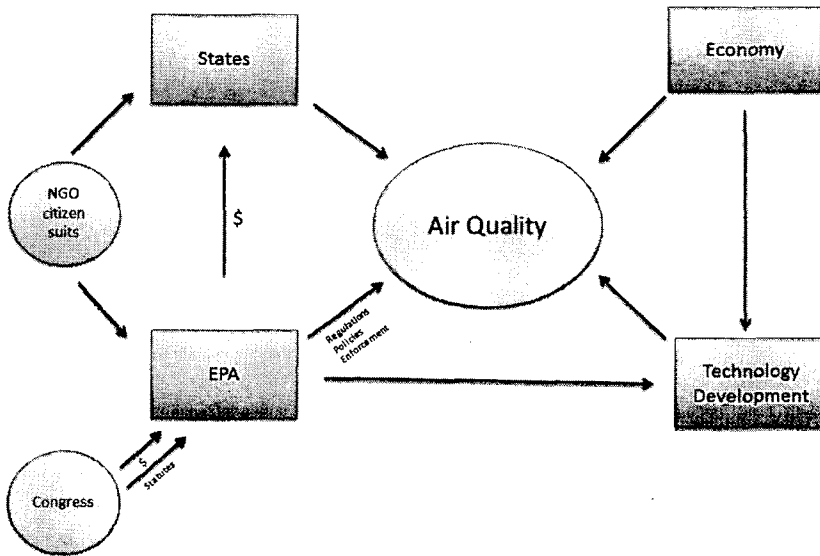 States
Economy
NGO
citizen
suits
$
Air Quality
Regulations
Policies
Enforcement
EPA
Technology
Development
$
Statutes
Congress